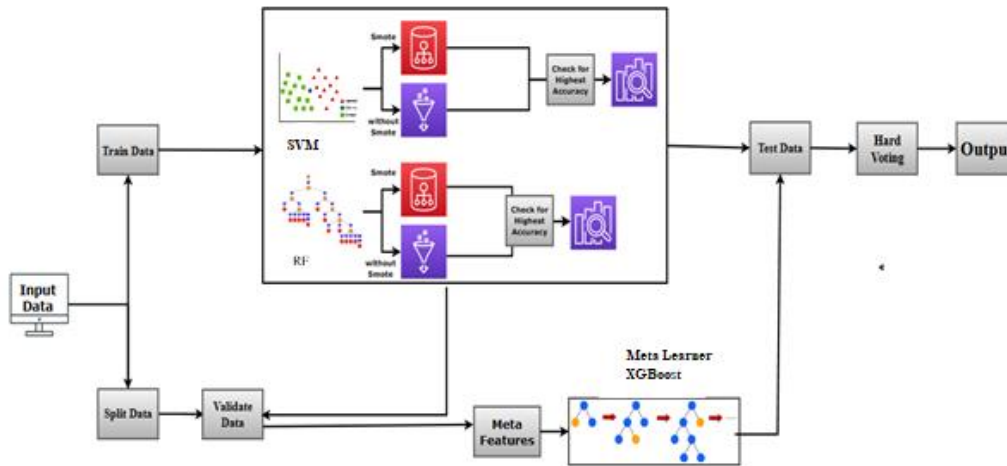 Smote
without
Smote
SVM
Check for
Highest
Accuracy
Train Data
Smote
without
Smote
RF
Check for
Highest
Accuracy
Test Data
Hard
Voting
Output
Input
Data
Split Data
Validate
Data
Meta
Features
Meta Learner
XGBoost